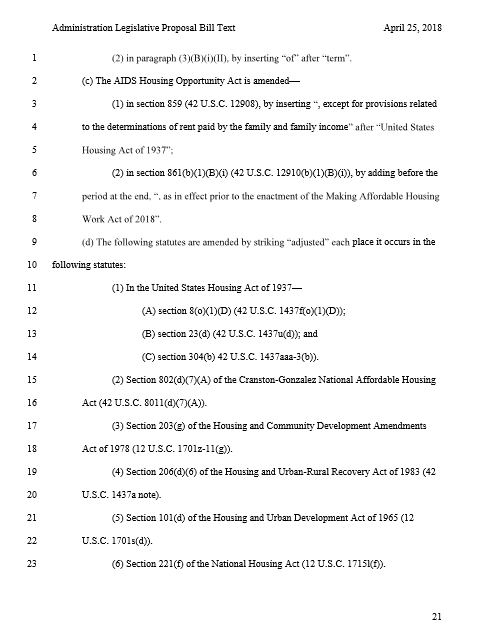 Administration Legislative Proposal Bill Text April 25, 2018
1 (2) in paragraph (3)(B)(i)(II), by inserting “of” after “term”.
2 (c) The AIDS Housing Opportunity Act is amended—
3 (1) in section 859 (42 U.S.C. 12908), by inserting “, except for provisions related
4 to the determinations of rent paid by the family and family income” after “United States
5 Housing Act of 1937”;
6 (2) in section 861(b)(1)(B)(i) (42 U.S.C. 12910(b)(1)(B)(i)), by adding before the
7 period at the end, “, as in effect prior to the enactment of the Making Affordable Housing
8 Work Act of 2018”.
9 (d) The following statutes are amended by striking “adjusted” each place it occurs in the
10 following statutes:
11 (1) In the United States Housing Act of 1937—
12 (A) section 8(o)(1)(D) (42 U.S.C. 1437f(o)(1)(D));
13 (B) section 23(d) (42 U.S.C. 1437u(d)); and
14 (C) section 304(b) 42 U.S.C. 1437aaa-3(b)).
15 (2) Section 802(d)(7)(A) of the Cranston-Gonzalez National Affordable Housing
16 Act (42 U.S.C. 8011(d)(7)(A)).
17 (3) Section 203(g) of the Housing and Community Development Amendments
18 Act of 1978 (12 U.S.C. 1701z-11(g)).
19 (4) Section 206(d)(6) of the Housing and Urban-Rural Recovery Act of 1983 (42
20 U.S.C. 1437a note).
21 (5) Section 101(d) of the Housing and Urban Development Act of 1965 (12
22 U.S.C. 1701s(d)).
23 (6) Section 221(f) of the National Housing Act (12 U.S.C. 1715l(f)).
21